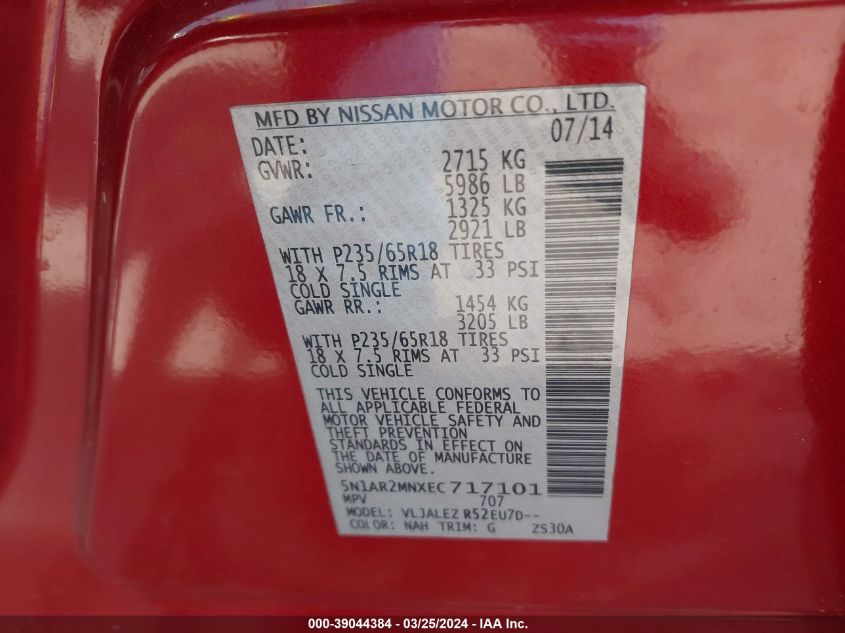 MFD BY NISSAN MOTOR CO., LTD.
DATE: 07/14
GVWR: 2715 KG
5986 LB
GAWR FR.: 1325 KG
2921 LB
WITH P235/65R18 TIRES
18 X 7.5 RIMS AT 33 PSI
COLD SINGLE
GAWR RR.: 1454 KG
3205 LB
WITH P235/65R18 TIRES
18 X 7.5 RIMS AT 33 PSI
COLD SINGLE
THIS VEHICLE CONFORMS TO
ALL APPLICABLE FEDERAL
MOTOR VEHICLE SAFETY AND
THEFT PREVENTION
STANDARDS IN EFFECT ON
THE DATE OF MANUFACTURE
SHOWN ABOVE.
5N1AR2MNXEC717101
MPV 707
MODEL: VLJALEZ R52EU7D--
COLOR: NAH TRIM: G ZS30A
000-39044384 - 03/25/2024 - IAA Inc.